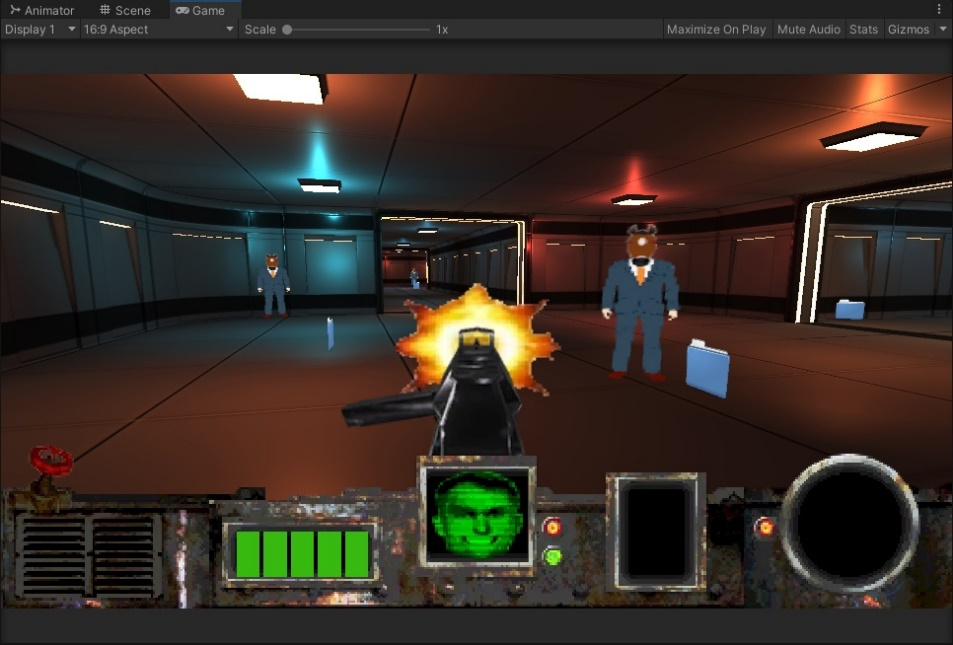 Animator Scene Game
Display 1 16:9 Aspect Scale 1x Maximize On Play Mute Audio Stats Gizmos